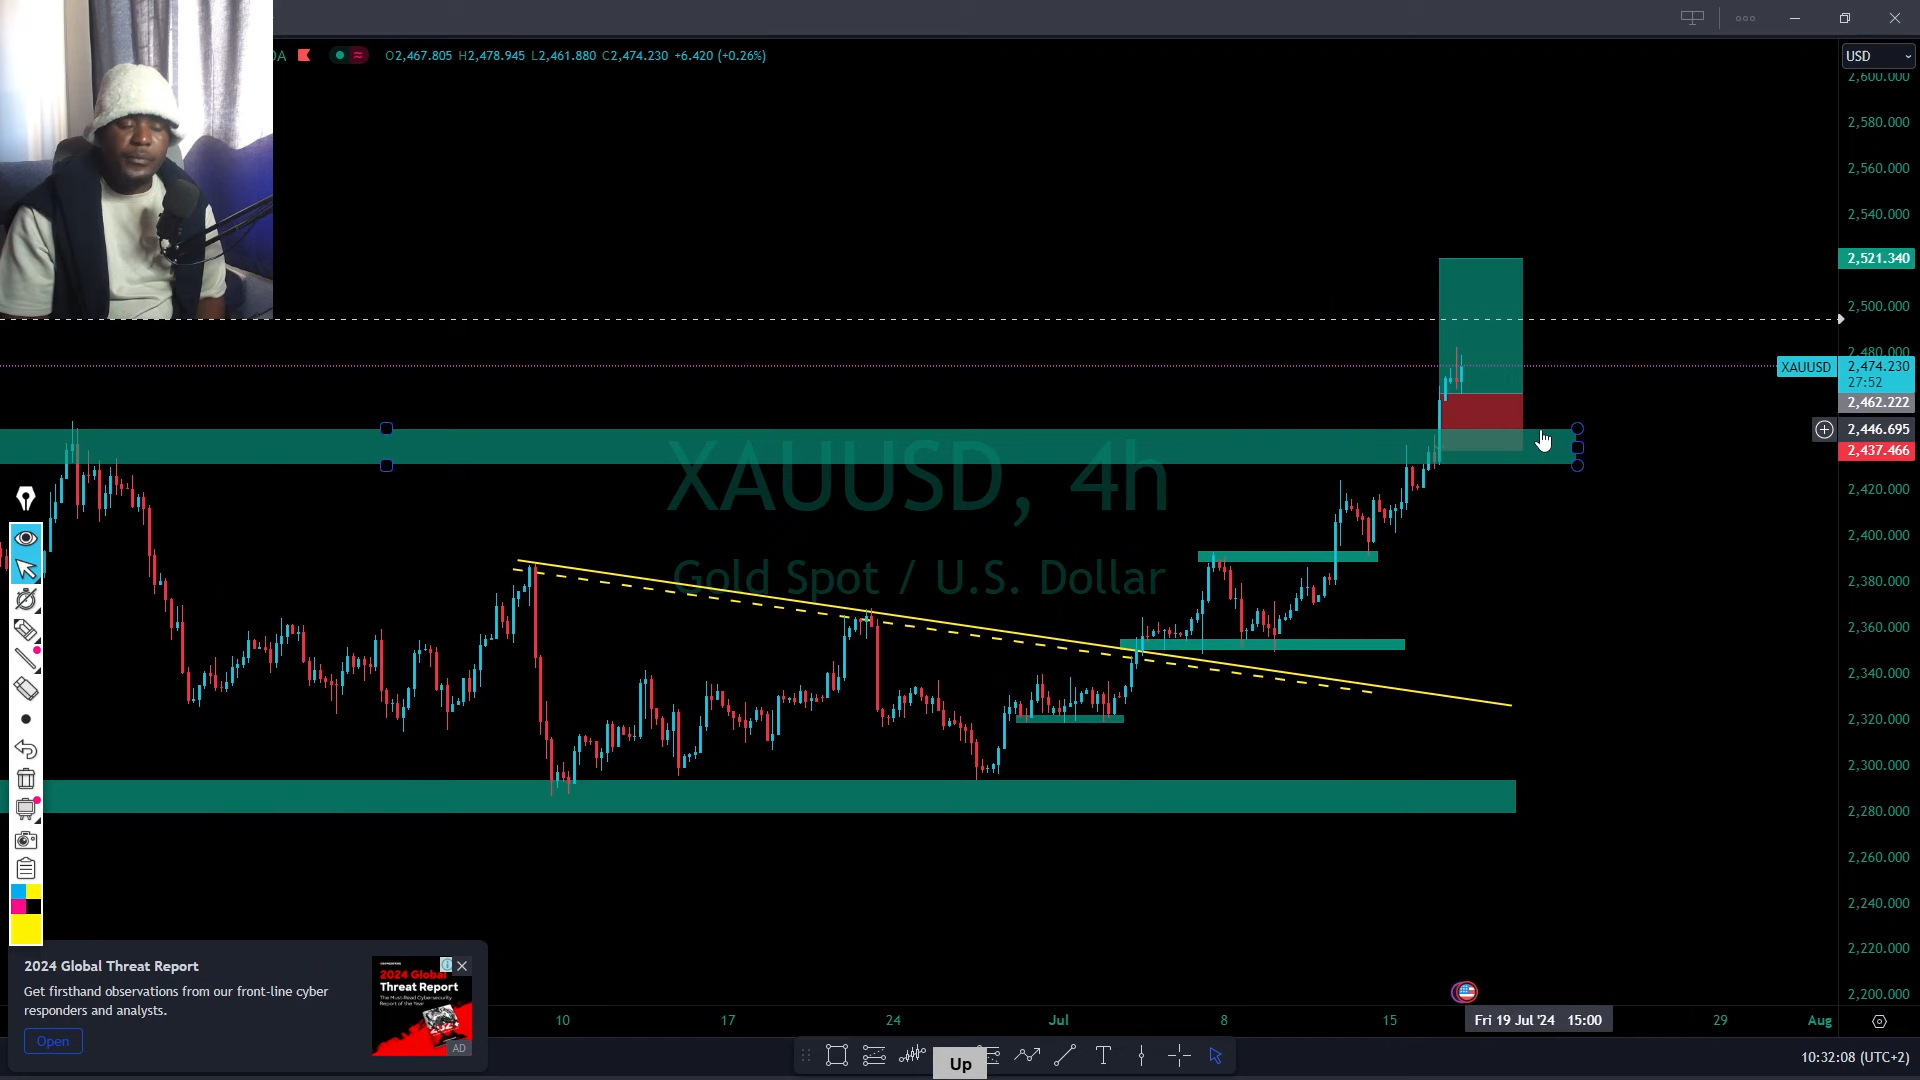 O2,467.805 H2,478.945 L2,461.880 C2,474.230 +6.420 (+0.26%)
USD
2,600.000
2,580.000
2,560.000
2,540.000
2,521.340
2,500.000
2,480.000
XAUUSD 2,474.230
27:52
2,462.222
2,446.695
2,437.466
2,420.000
2,400.000
2,380.000
2,360.000
2,340.000
2,320.000
2,300.000
2,280.000
2,260.000
2,240.000
2,220.000
2,200.000
XAUUSD, 4h
Gold Spot / U.S. Dollar
2024 Global Threat Report
Get firsthand observations from our front-line cyber
responders and analysts.
Open
2024 Global
Threat Report
AD
10 17 24 Jul 8 15 Fri 19 Jul '24 15:00 29 Aug
Up
10:32:08 (UTC+2)